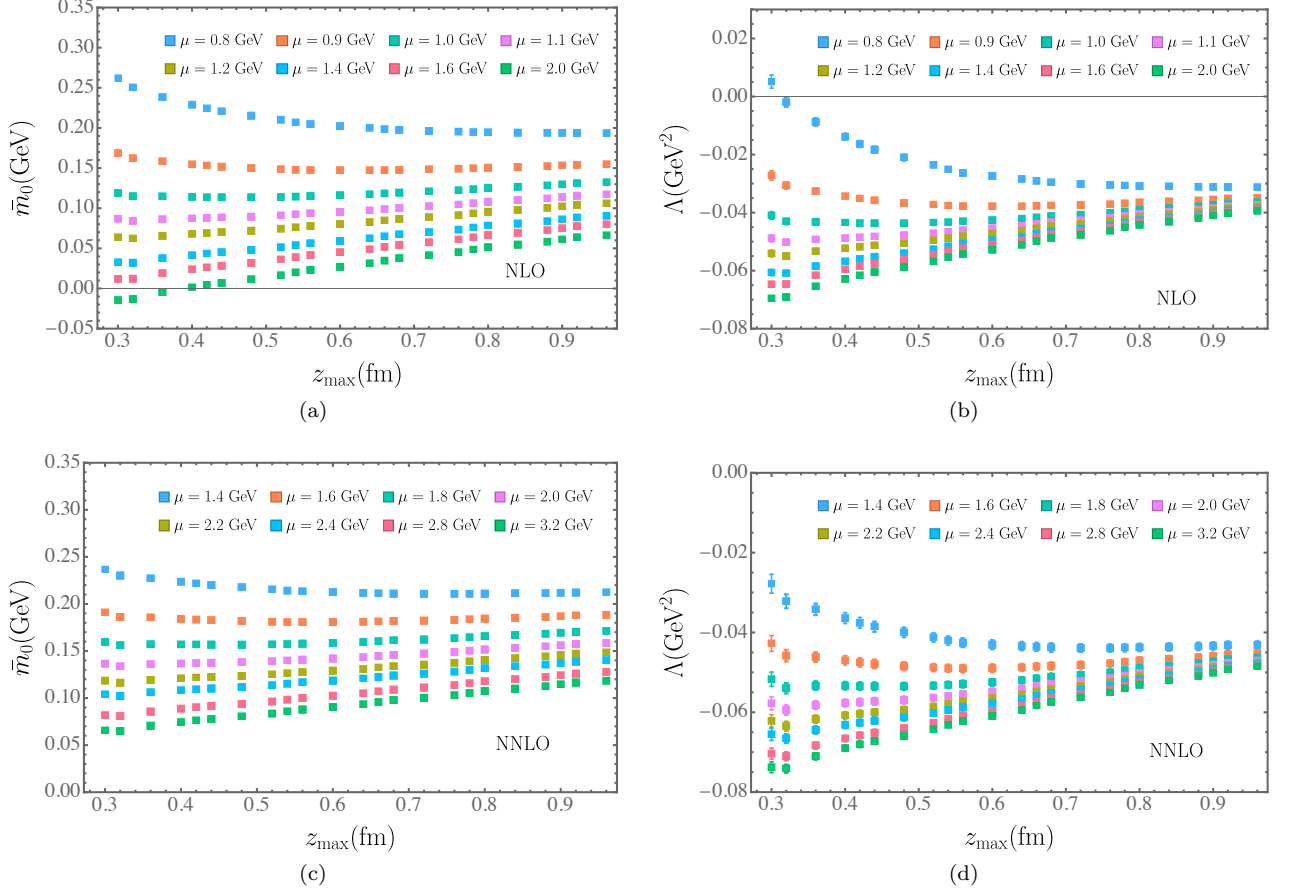 0.35
0.30
0.25
0.20
0.15
0.10
0.05
0.00
−0.05
m̄₀(GeV)
μ = 0.8 GeV μ = 0.9 GeV μ = 1.0 GeV μ = 1.1 GeV
μ = 1.2 GeV μ = 1.4 GeV μ = 1.6 GeV μ = 2.0 GeV
NLO
0.3 0.4 0.5 0.6 0.7 0.8 0.9
z_max(fm)
(a)
0.02
0.00
−0.02
−0.04
−0.06
−0.08
Λ(GeV²)
μ = 0.8 GeV μ = 0.9 GeV μ = 1.0 GeV μ = 1.1 GeV
μ = 1.2 GeV μ = 1.4 GeV μ = 1.6 GeV μ = 2.0 GeV
NLO
0.3 0.4 0.5 0.6 0.7 0.8 0.9
z_max(fm)
(b)
0.35
0.30
0.25
0.20
0.15
0.10
0.05
0.00
m̄₀(GeV)
μ = 1.4 GeV μ = 1.6 GeV μ = 1.8 GeV μ = 2.0 GeV
μ = 2.2 GeV μ = 2.4 GeV μ = 2.8 GeV μ = 3.2 GeV
NNLO
0.3 0.4 0.5 0.6 0.7 0.8 0.9
z_max(fm)
(c)
0.00
−0.02
−0.04
−0.06
−0.08
Λ(GeV²)
μ = 1.4 GeV μ = 1.6 GeV μ = 1.8 GeV μ = 2.0 GeV
μ = 2.2 GeV μ = 2.4 GeV μ = 2.8 GeV μ = 3.2 GeV
NNLO
0.3 0.4 0.5 0.6 0.7 0.8 0.9
z_max(fm)
(d)